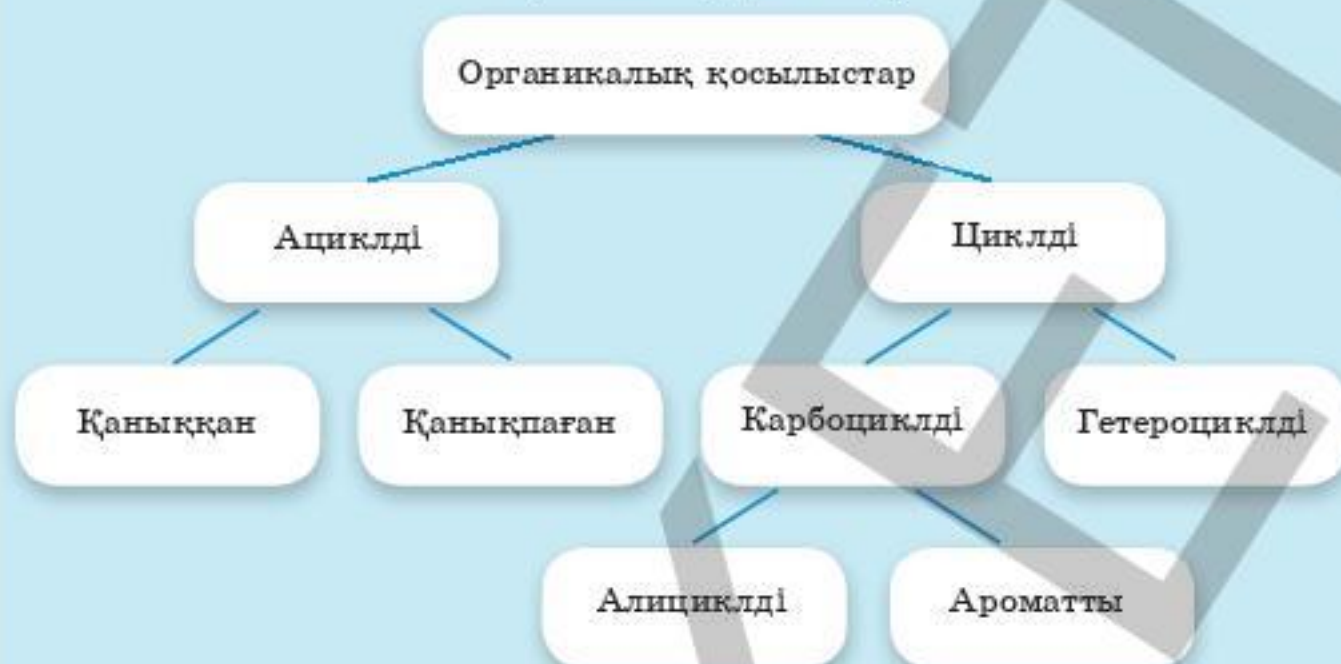 Органикалық қосылыстар
Ациклді
Циклді
Қаныққан
Қанықпаған
Карбоциклді
Гетероциклді
Алициклді
Ароматты